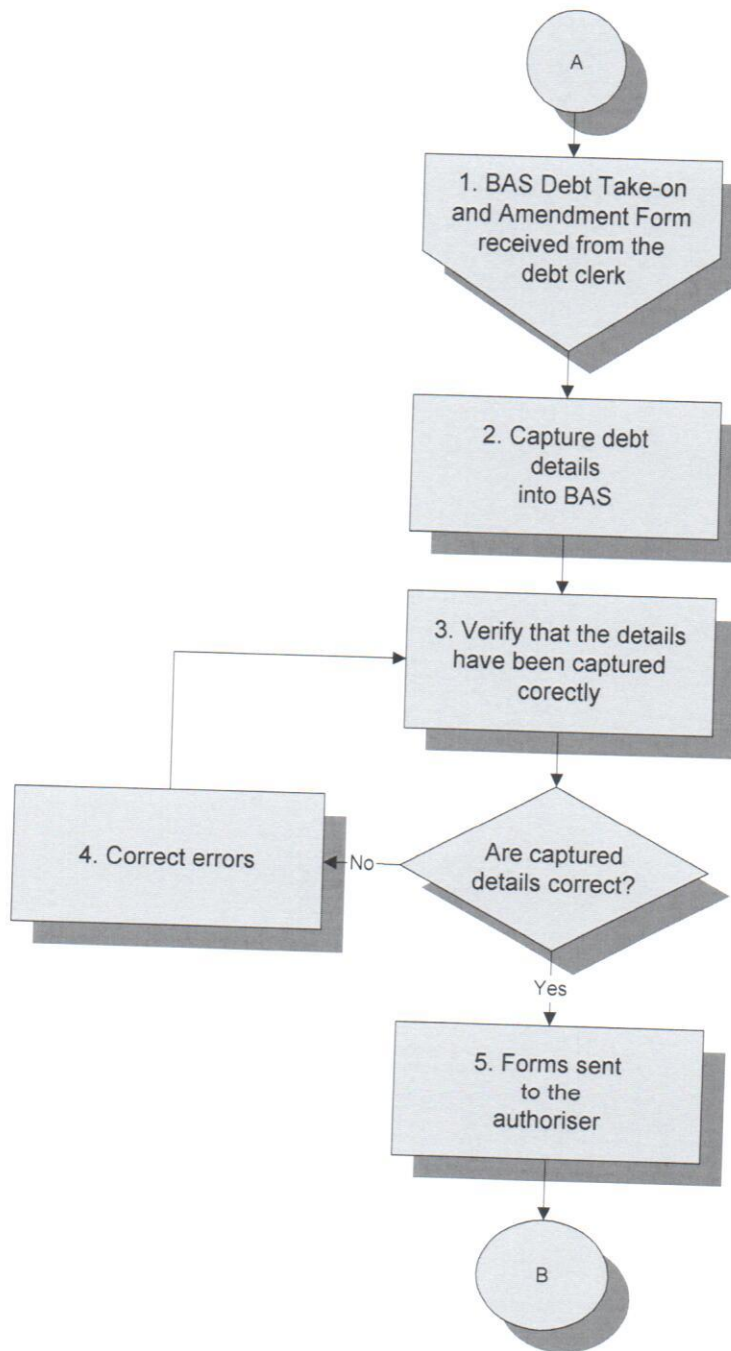 A
1. BAS Debt Take-on
and Amendment Form
received from the
debt clerk
2. Capture debt
details
into BAS
3. Verify that the details
have been captured
corectly
4. Correct errors
No
Are captured
details correct?
Yes
5. Forms sent
to the
authoriser
B